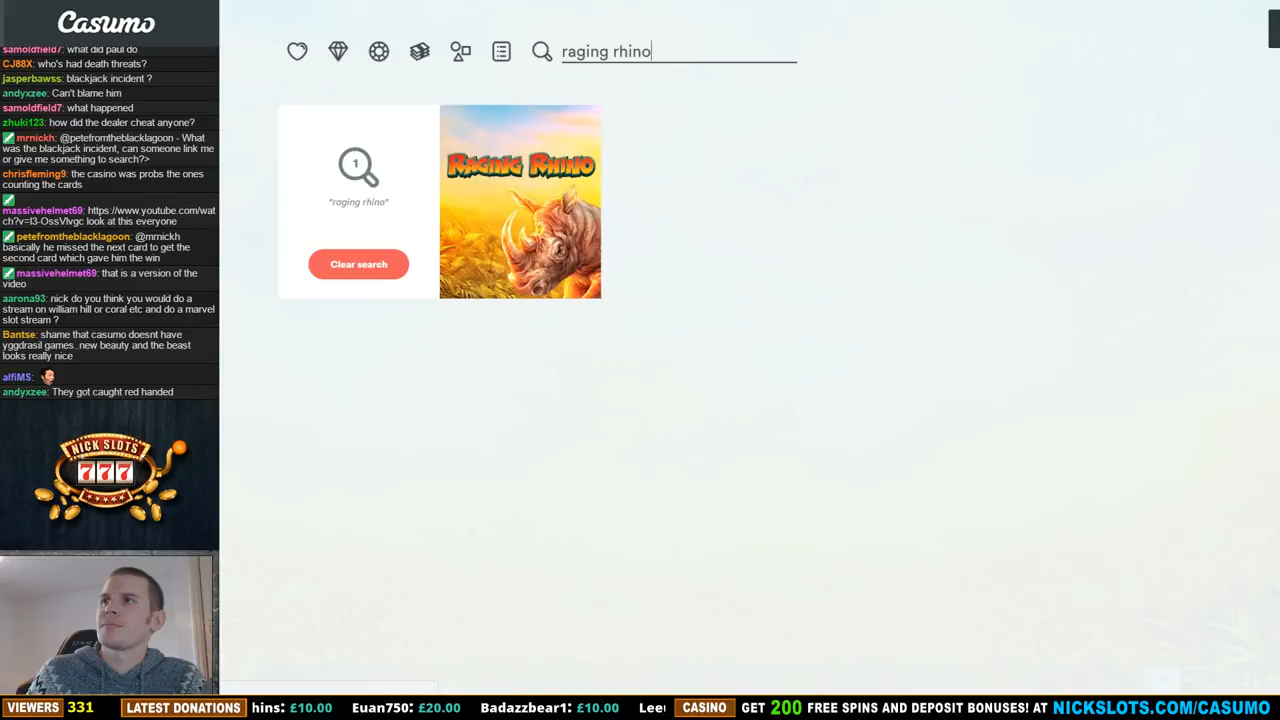 Casumo
samoldfield7: what did paul do
CJ88X: who's had death threats?
jasperbawss: blackjack incident ?
andyxzee: Can't blame him
samoldfield7: what happened
zhuki123: how did the dealer cheat anyone?
mrnickh: @petefromtheblacklagoon - What
was the blackjack incident, can someone link me
or give me something to search?>
chrisfleming9: the casino was probs the ones
counting the cards
massivehelmet69: https://www.youtube.com/wat
ch?v=I3-OssVlvgc look at this everyone
petefromtheblacklagoon: @mrnickh
basically he missed the next card to get the
second card which gave him the win
massivehelmet69: that is a version of the
video
aarona93: nick do you think you would do a
stream on william hill or coral etc and do a marvel
slot stream ?
Bantse: shame that casumo doesnt have
yggdrasil games..new beauty and the beast
looks really nice
alfiMS:
andyxzee: They got caught red handed
NICK SLOTS
777
raging rhino
1
"raging rhino"
Clear search
RAGING RHINO
VIEWERS 331 LATEST DONATIONS hins: £10.00 Euan750: £20.00 Badazzbear1: £10.00 Lee CASINO GET 200 FREE SPINS AND DEPOSIT BONUSES! AT NICKSLOTS.COM/CASUMO